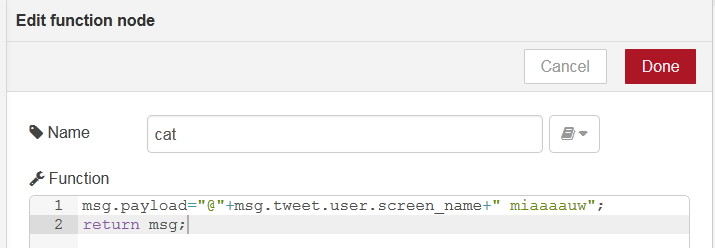 Edit function node
Cancel
Done
Name
cat
Function
1 msg.payload="@"+msg.tweet.user.screen_name+" miaaaauw";
2 return msg;